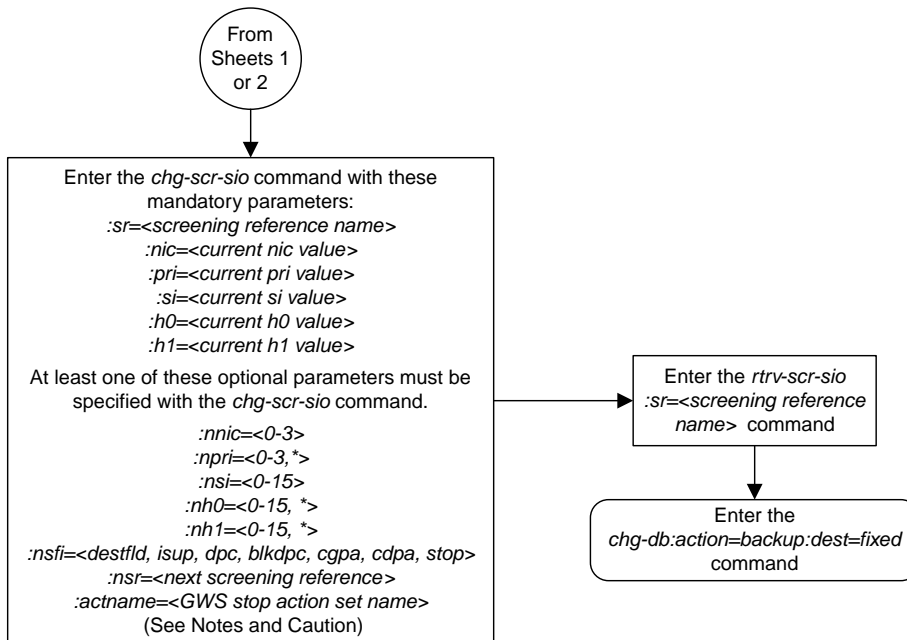 From
Sheets 1
or 2
Enter the chg-scr-sio command with these
mandatory parameters:
:sr=<screening reference name>
:nic=<current nic value>
:pri=<current pri value>
:si=<current si value>
:h0=<current h0 value>
:h1=<current h1 value>
At least one of these optional parameters must be
specified with the chg-scr-sio command.
:nnic=<0-3>
:npri=<0-3,*>
:nsi=<0-15>
:nh0=<0-15, *>
:nh1=<0-15, *>
:nsfi=<destfld, isup, dpc, blkdpc, cgpa, cdpa, stop>
:nsr=<next screening reference>
:actname=<GWS stop action set name>
(See Notes and Caution)
Enter the rtrv-scr-sio
:sr=<screening reference
name> command
Enter the
chg-db:action=backup:dest=fixed
command